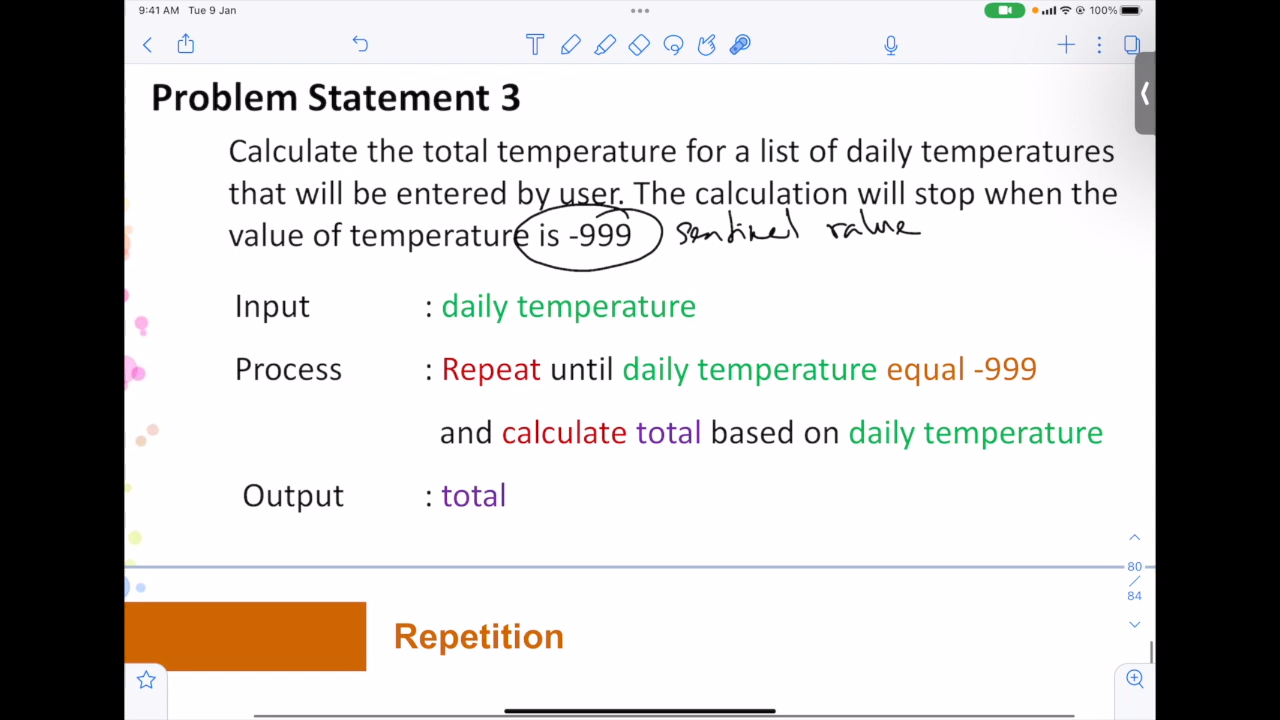 9:41 AM Tue 9 Jan
100%
Problem Statement 3
Calculate the total temperature for a list of daily temperatures
that will be entered by user. The calculation will stop when the
value of temperature is -999 sentinel value
Input : daily temperature
Process : Repeat until daily temperature equal -999
and calculate total based on daily temperature
Output : total
80
/
84
Repetition